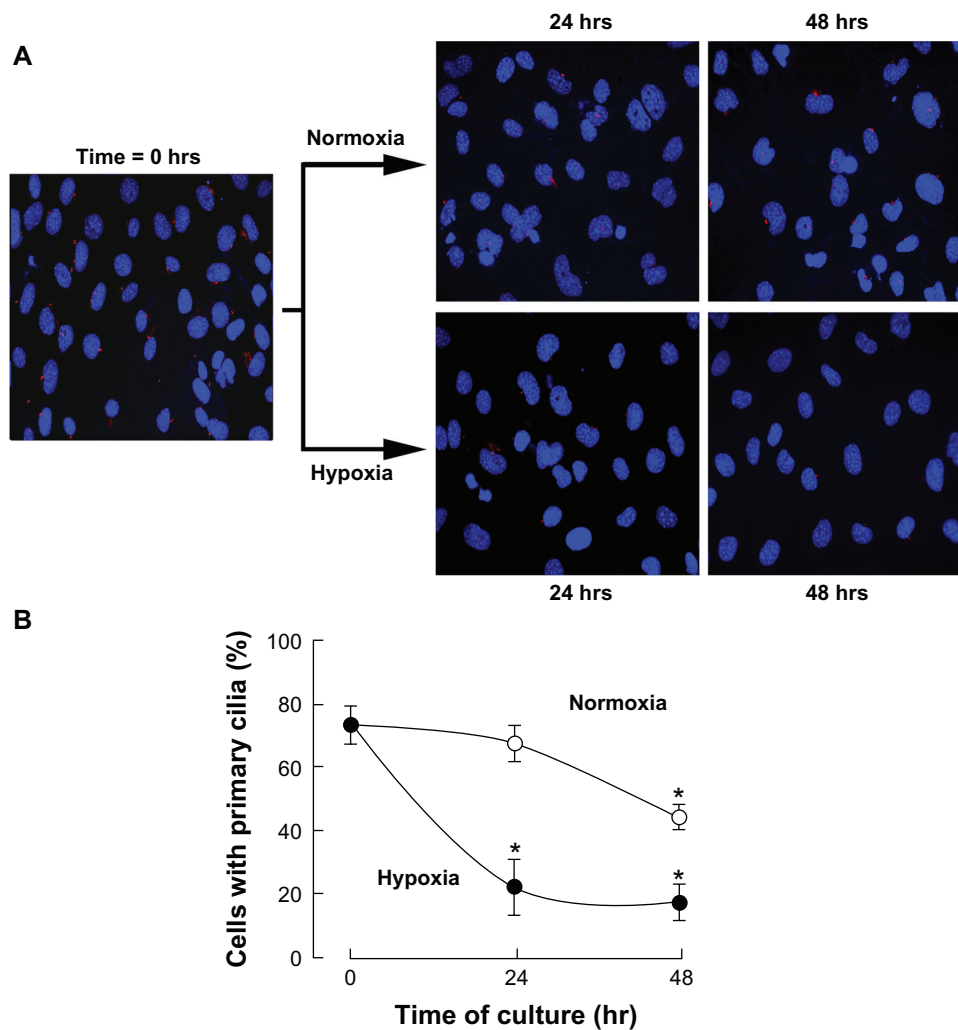 A
24 hrs
48 hrs
Time = 0 hrs
Normoxia
Hypoxia
24 hrs
48 hrs
B
Cells with primary cilia (%)
100
80
60
40
20
0
Normoxia
*
*
Hypoxia
*
0
24
48
Time of culture (hr)